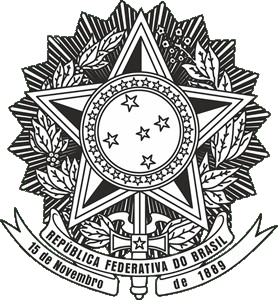 REPÚBLICA FEDERATIVA DO BRASIL
15 de Novembro de 1889